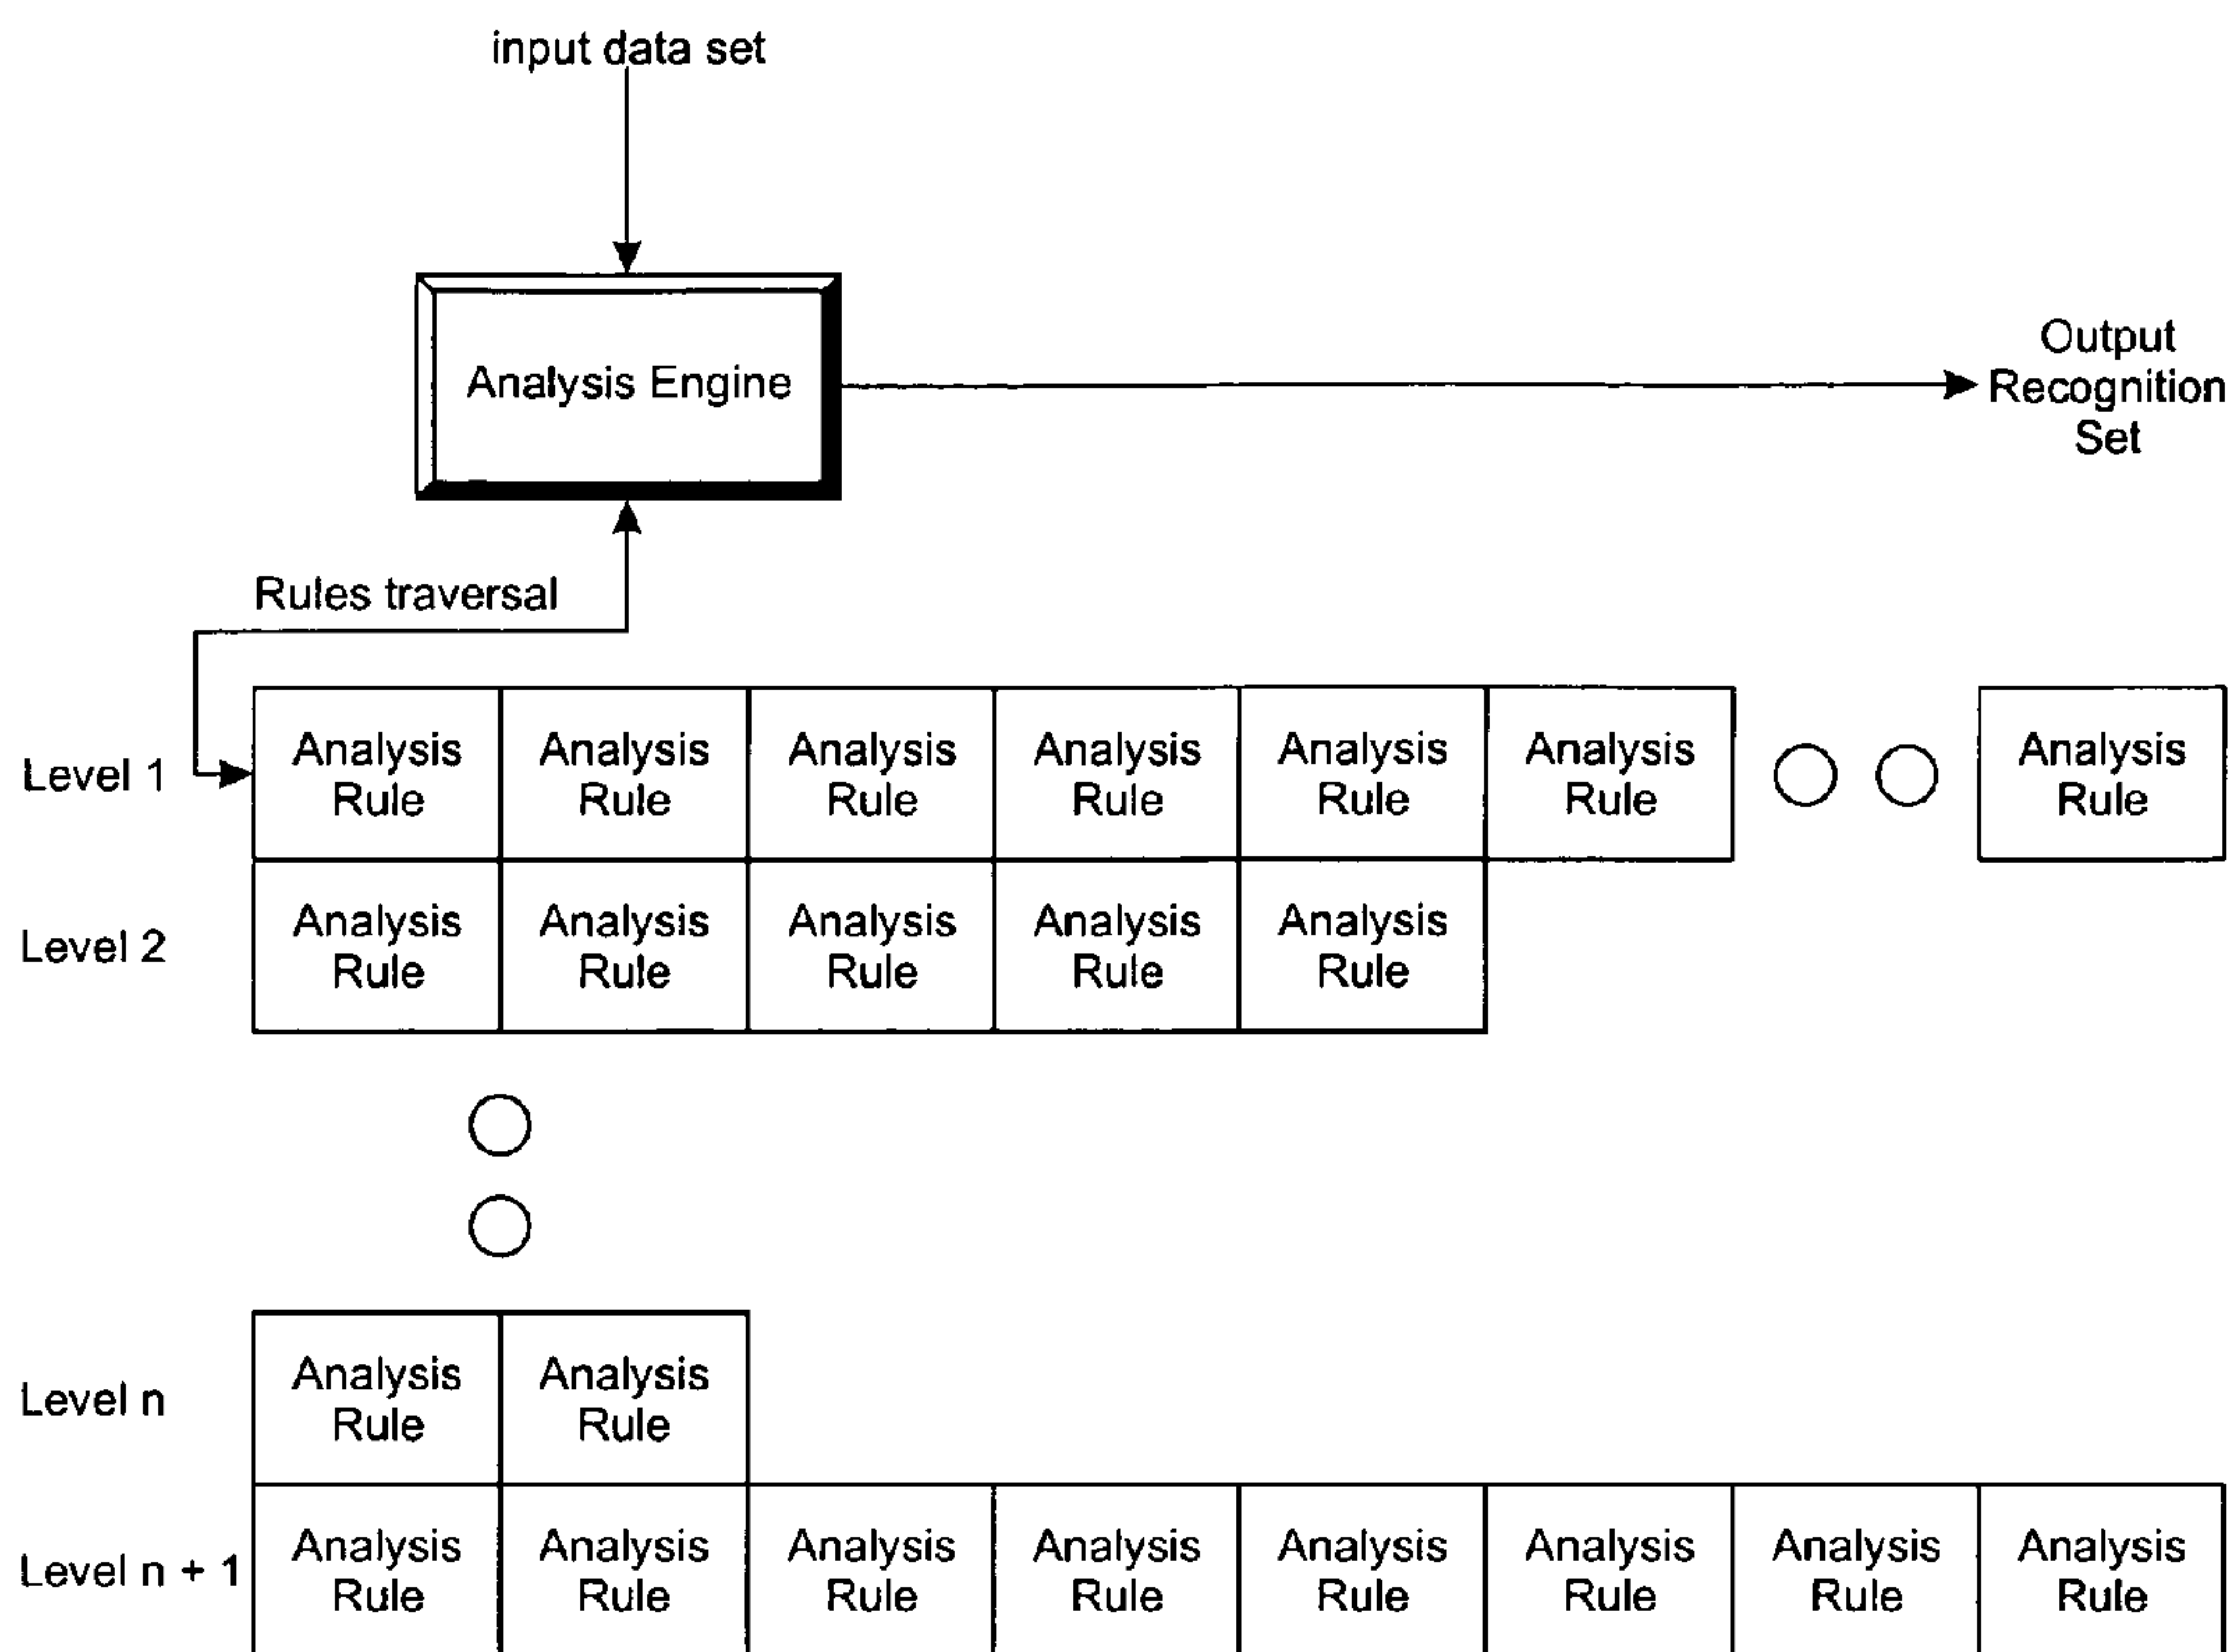 input data set
Analysis Engine
Output
Recognition
Set
Rules traversal
Level 1
Analysis Rule
Analysis Rule
Analysis Rule
Analysis Rule
Analysis Rule
Analysis Rule
Analysis Rule
Level 2
Analysis Rule
Analysis Rule
Analysis Rule
Analysis Rule
Analysis Rule
Level n
Analysis Rule
Analysis Rule
Level n + 1
Analysis Rule
Analysis Rule
Analysis Rule
Analysis Rule
Analysis Rule
Analysis Rule
Analysis Rule
Analysis Rule